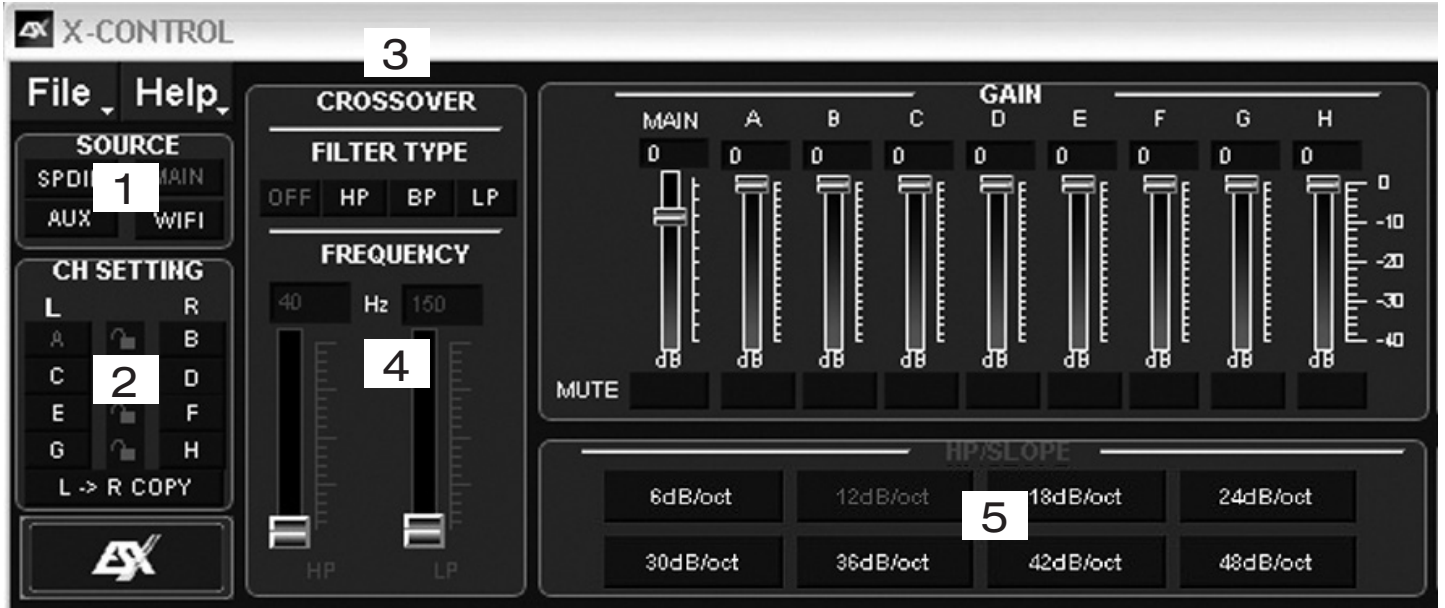 ESX X-CONTROL
3
File Help
SOURCE
1
MAIN
AUX WIFI
CH SETTING
L R
A B
C 2 D
E F
G H
L -> R COPY
ESX
CROSSOVER
FILTER TYPE
OFF HP BP LP
FREQUENCY
40 Hz 150
4
HP LP
GAIN
MAIN A B C D E F G H
0 0 0 0 0 0 0 0 0
0
-10
-20
-30
-40
dB dB dB dB dB dB dB dB dB
MUTE
HP/SLOPE
6dB/oct 12dB/oct 18dB/oct 24dB/oct
5
30dB/oct 36dB/oct 42dB/oct 48dB/oct